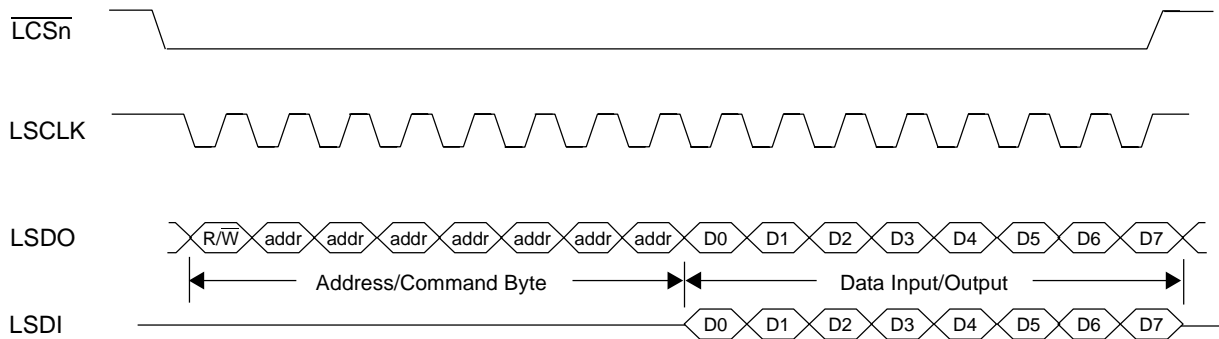 LCSn
LSCLK
LSDO R/W addr addr addr addr addr addr addr D0 D1 D2 D3 D4 D5 D6 D7
Address/Command Byte Data Input/Output
LSDI D0 D1 D2 D3 D4 D5 D6 D7